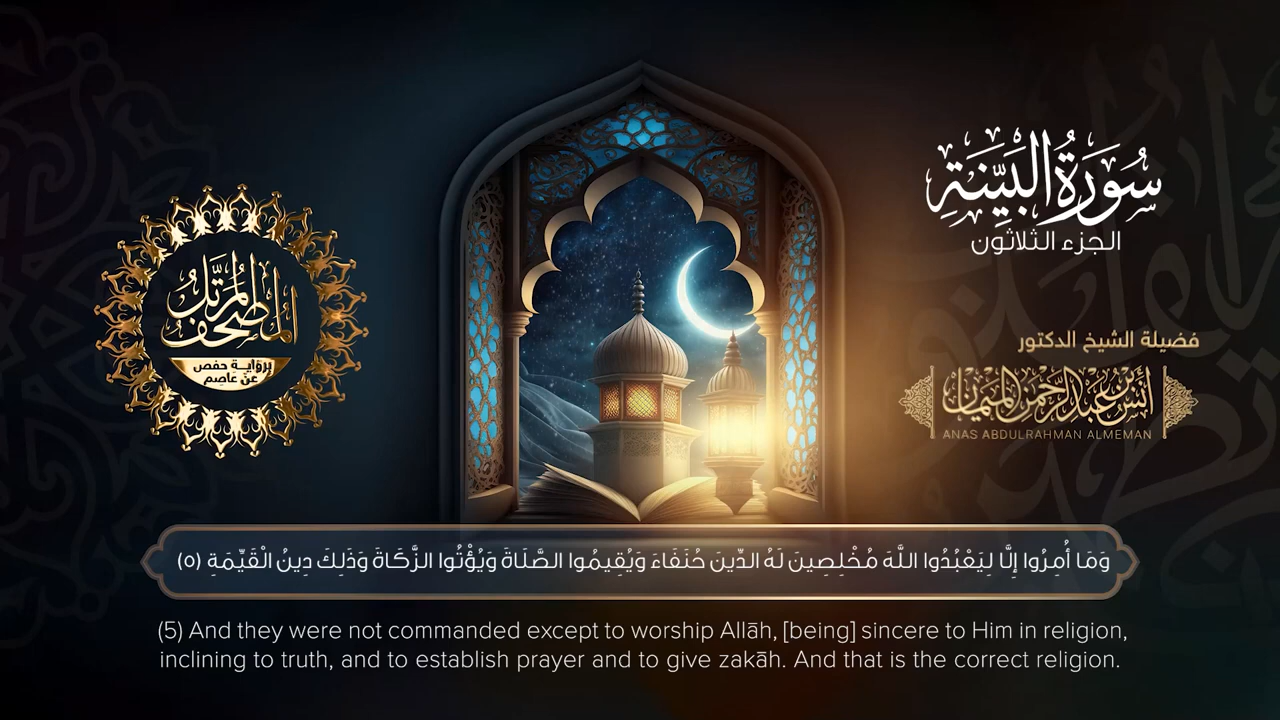 سُورَةُ البَيِّنَةِ
الجزء الثلاثون
المصحف المرتل
برواية حفص
عن عاصم
فضيلة الشيخ الدكتور
أنس بن عبد الرحمن الميمان
ANAS ABDULRAHMAN ALMEMAN
وَمَا أُمِرُوا إِلَّا لِيَعْبُدُوا اللَّهَ مُخْلِصِينَ لَهُ الدِّينَ حُنَفَاءَ وَيُقِيمُوا الصَّلَاةَ وَيُؤْتُوا الزَّكَاةَ وَذَلِكَ دِينُ الْقَيِّمَةِ (٥)
(5) And they were not commanded except to worship Allāh, [being] sincere to Him in religion,
inclining to truth, and to establish prayer and to give zakāh. And that is the correct religion.